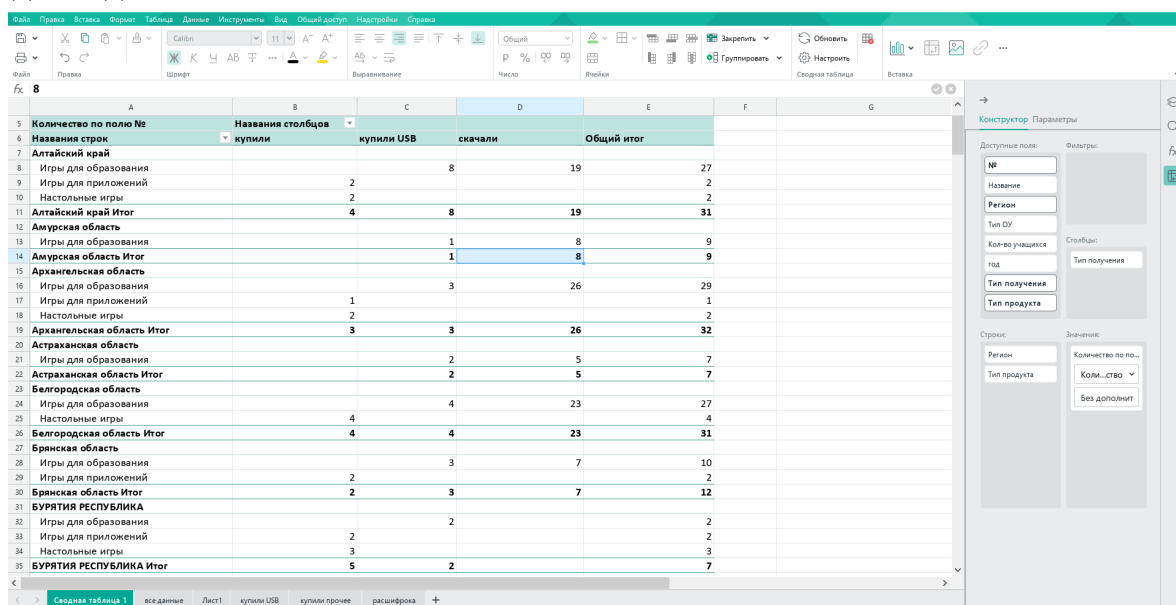 Файл Правка Вставка Формат Таблица Данные Инструменты Вид Общий доступ Надстройки Справка
Calibri 11 A⁻ A⁺ Общий Закрепить Обновить
Ж К Ч АВ Группировать Настроить
Файл Правка Шрифт Выравнивание Число Ячейки Сводная таблица Вставка
fx 8
A B C D E F G
5 Количество по полю № Названия столбцов
6 Названия строк купили купили USB скачали Общий итог
7 Алтайский край
8 Игры для образования 8 19 27
9 Игры для приложений 2 2
10 Настольные игры 2 2
11 Алтайский край Итог 4 8 19 31
12 Амурская область
13 Игры для образования 1 8 9
14 Амурская область Итог 1 8 9
15 Архангельская область
16 Игры для образования 3 26 29
17 Игры для приложений 1 1
18 Настольные игры 2 2
19 Архангельская область Итог 3 3 26 32
20 Астраханская область
21 Игры для образования 2 5 7
22 Астраханская область Итог 2 5 7
23 Белгородская область
24 Игры для образования 4 23 27
25 Настольные игры 4 4
26 Белгородская область Итог 4 4 23 31
27 Брянская область
28 Игры для образования 3 7 10
29 Игры для приложений 2 2
30 Брянская область Итог 2 3 7 12
31 БУРЯТИЯ РЕСПУБЛИКА
32 Игры для образования 2 2
33 Игры для приложений 2 2
34 Настольные игры 3 3
35 БУРЯТИЯ РЕСПУБЛИКА Итог 5 2 7
Сводная таблица 1 все данные Лист1 купили USB купили прочее расшифрока +
Конструктор Параметры
Доступные поля: Фильтры:
№
Название
Регион
Тип ОУ
Кол-во учащихся
год
Тип получения
Тип продукта
Столбцы:
Тип получения
Строки: Значения:
Регион Количество по по...
Тип продукта Коли...ство
Без дополнит